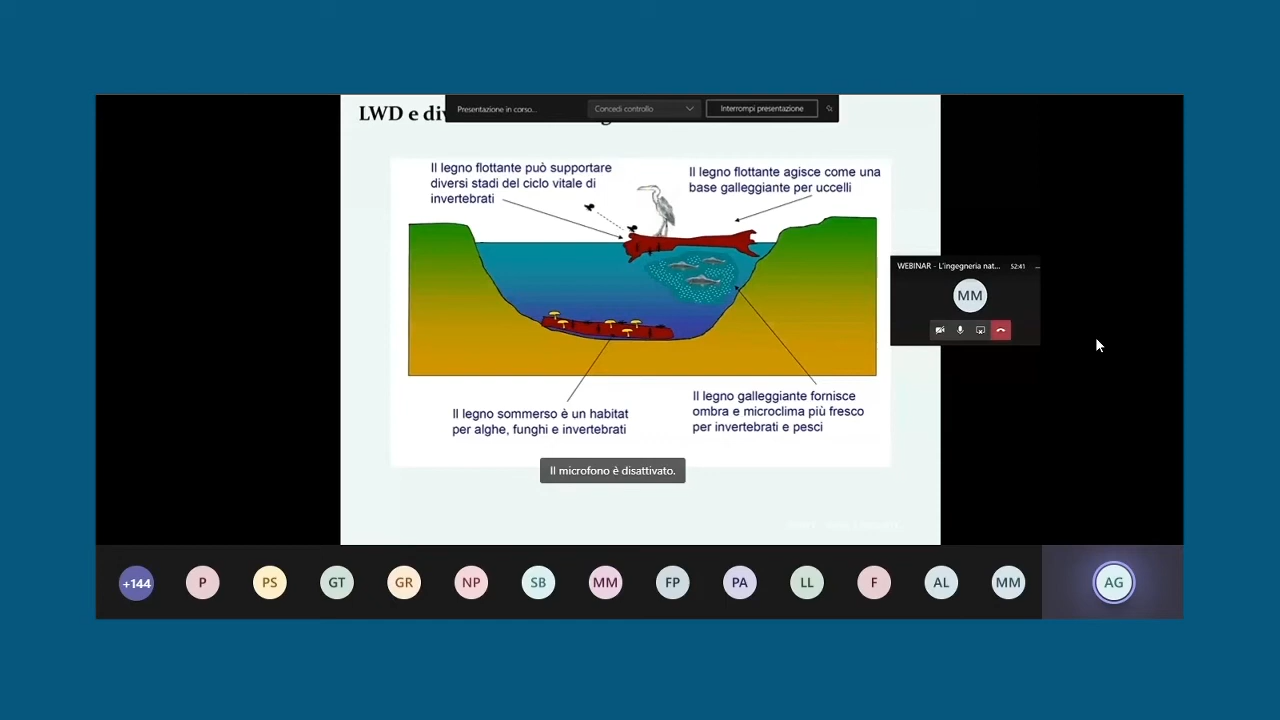 LWD e div
Presentazione in corso...
Concedi controllo
Interrompi presentazione
Il legno flottante può supportare
diversi stadi del ciclo vitale di
invertebrati
Il legno flottante agisce come una
base galleggiante per uccelli
WEBINAR - L'ingegneria nat...
52:41
MM
Il legno sommerso è un habitat
per alghe, funghi e invertebrati
Il legno galleggiante fornisce
ombra e microclima più fresco
per invertebrati e pesci
Il microfono è disattivato.
+144
P
PS
GT
GR
NP
SB
MM
FP
PA
LL
F
AL
MM
AG